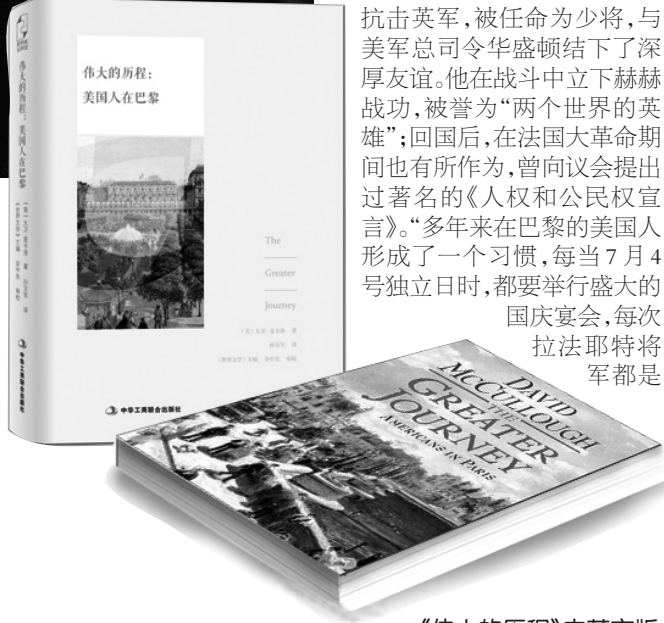 抗击英军,被任命为少将,与
美军总司令华盛顿结下了深
厚友谊。他在战斗中立下赫赫
战功,被誉为“两个世界的英
雄”;回国后,在法国大革命期
间也有所作为,曾向议会提出
过著名的《人权和公民权宣
言》。“多年来在巴黎的美国人
形成了一个习惯,每当7月4
号独立日时,都要举行盛大的
国庆宴会,每次
拉法耶特将
军都是
伟大的历程:
美国人在巴黎
The
Greater
Journey
中华工商联合出版社
伟大的历程:美国人在巴黎
DAVID
McCULLOUGH
THE
GREATER
JOURNEY
AMERICANS IN PARIS